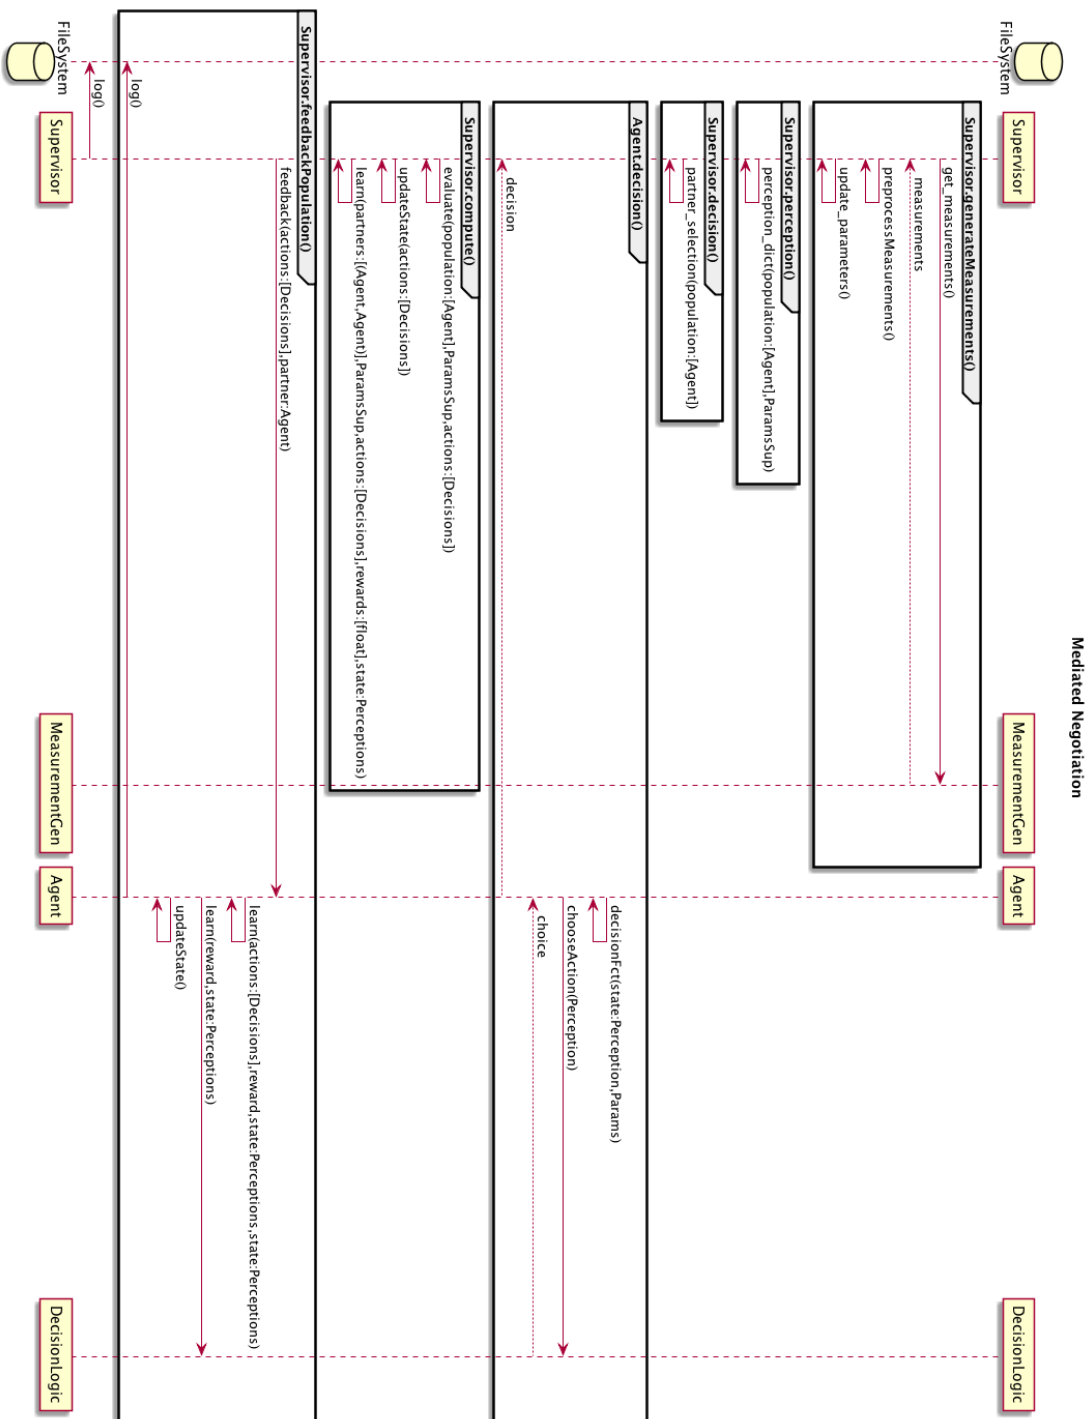 Mediated Negotiation
FileSystem
Supervisor
MeasurementGen
Agent
DecisionLogic
Supervisor.generateMeasurements()
get_measurements()
measurements
preprocessMeasurements()
update_parameters()
Supervisor.perception()
perception_dict(population:[Agent],ParamsSup)
Supervisor.decision()
partner_selection(population:[Agent])
Agent.decision()
decisionFct(state:Perception,Params)
chooseAction(Perception)
choice
decision
Supervisor.compute()
evaluate(population:[Agent],ParamsSup,actions:[Decisions])
updateState(actions:[Decisions])
learn(partners:[(Agent,Agent)],ParamsSup,actions:[Decisions],rewards:[float],state:Perceptions)
Supervisor.feedbackPopulation()
feedback(actions:[Decisions],partner:Agent)
learn(actions:[Decisions],reward,state:Perceptions,state:Perceptions)
learn(reward,state:Perceptions)
updateState()
log()
log()
FileSystem
Supervisor
MeasurementGen
Agent
DecisionLogic